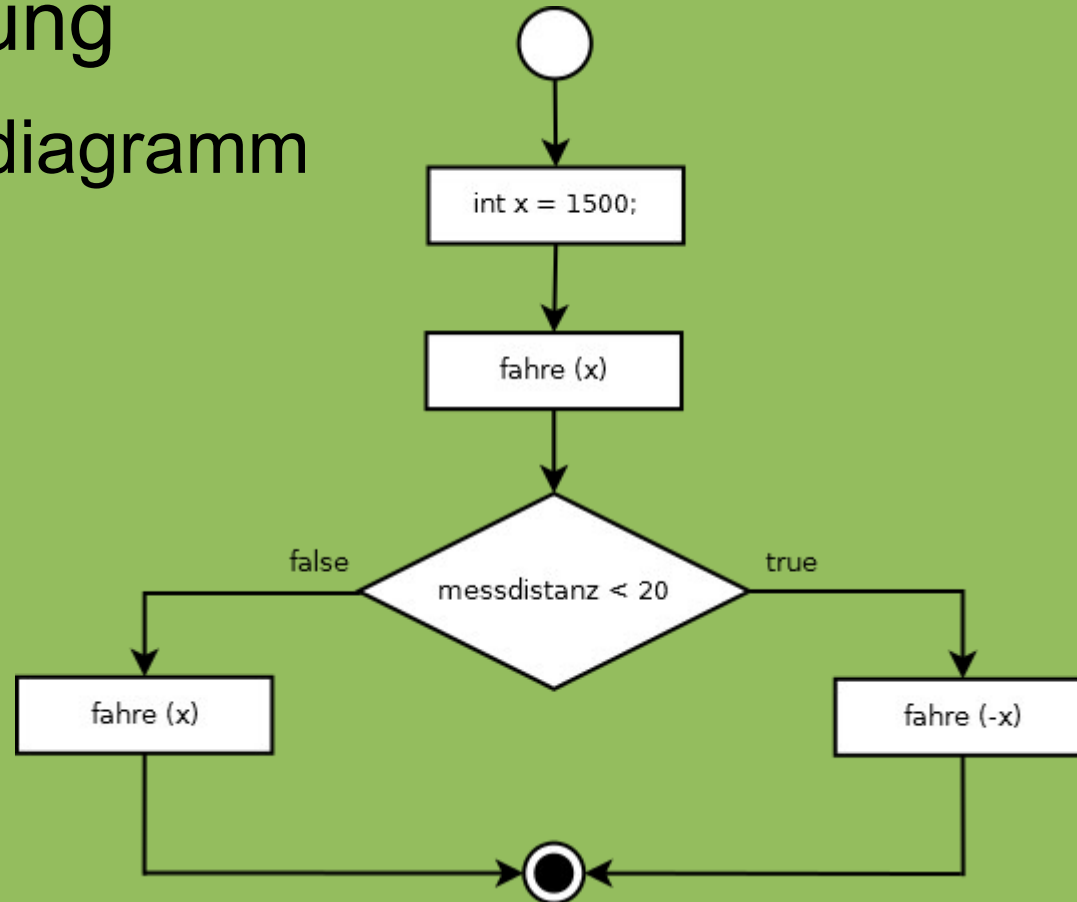 ung
diagramm
int x = 1500;
fahre (x)
false
messdistanz < 20
true
fahre (x)
fahre (-x)